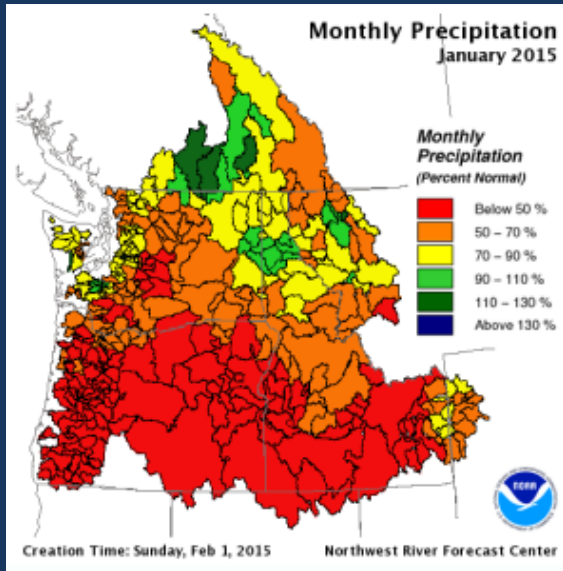 Monthly Precipitation
January 2015
Monthly
Precipitation
(Percent Normal)
Below 50 %
50 - 70 %
70 - 90 %
90 - 110 %
110 - 130 %
Above 130 %
NOAA
Creation Time: Sunday, Feb 1, 2015
Northwest River Forecast Center